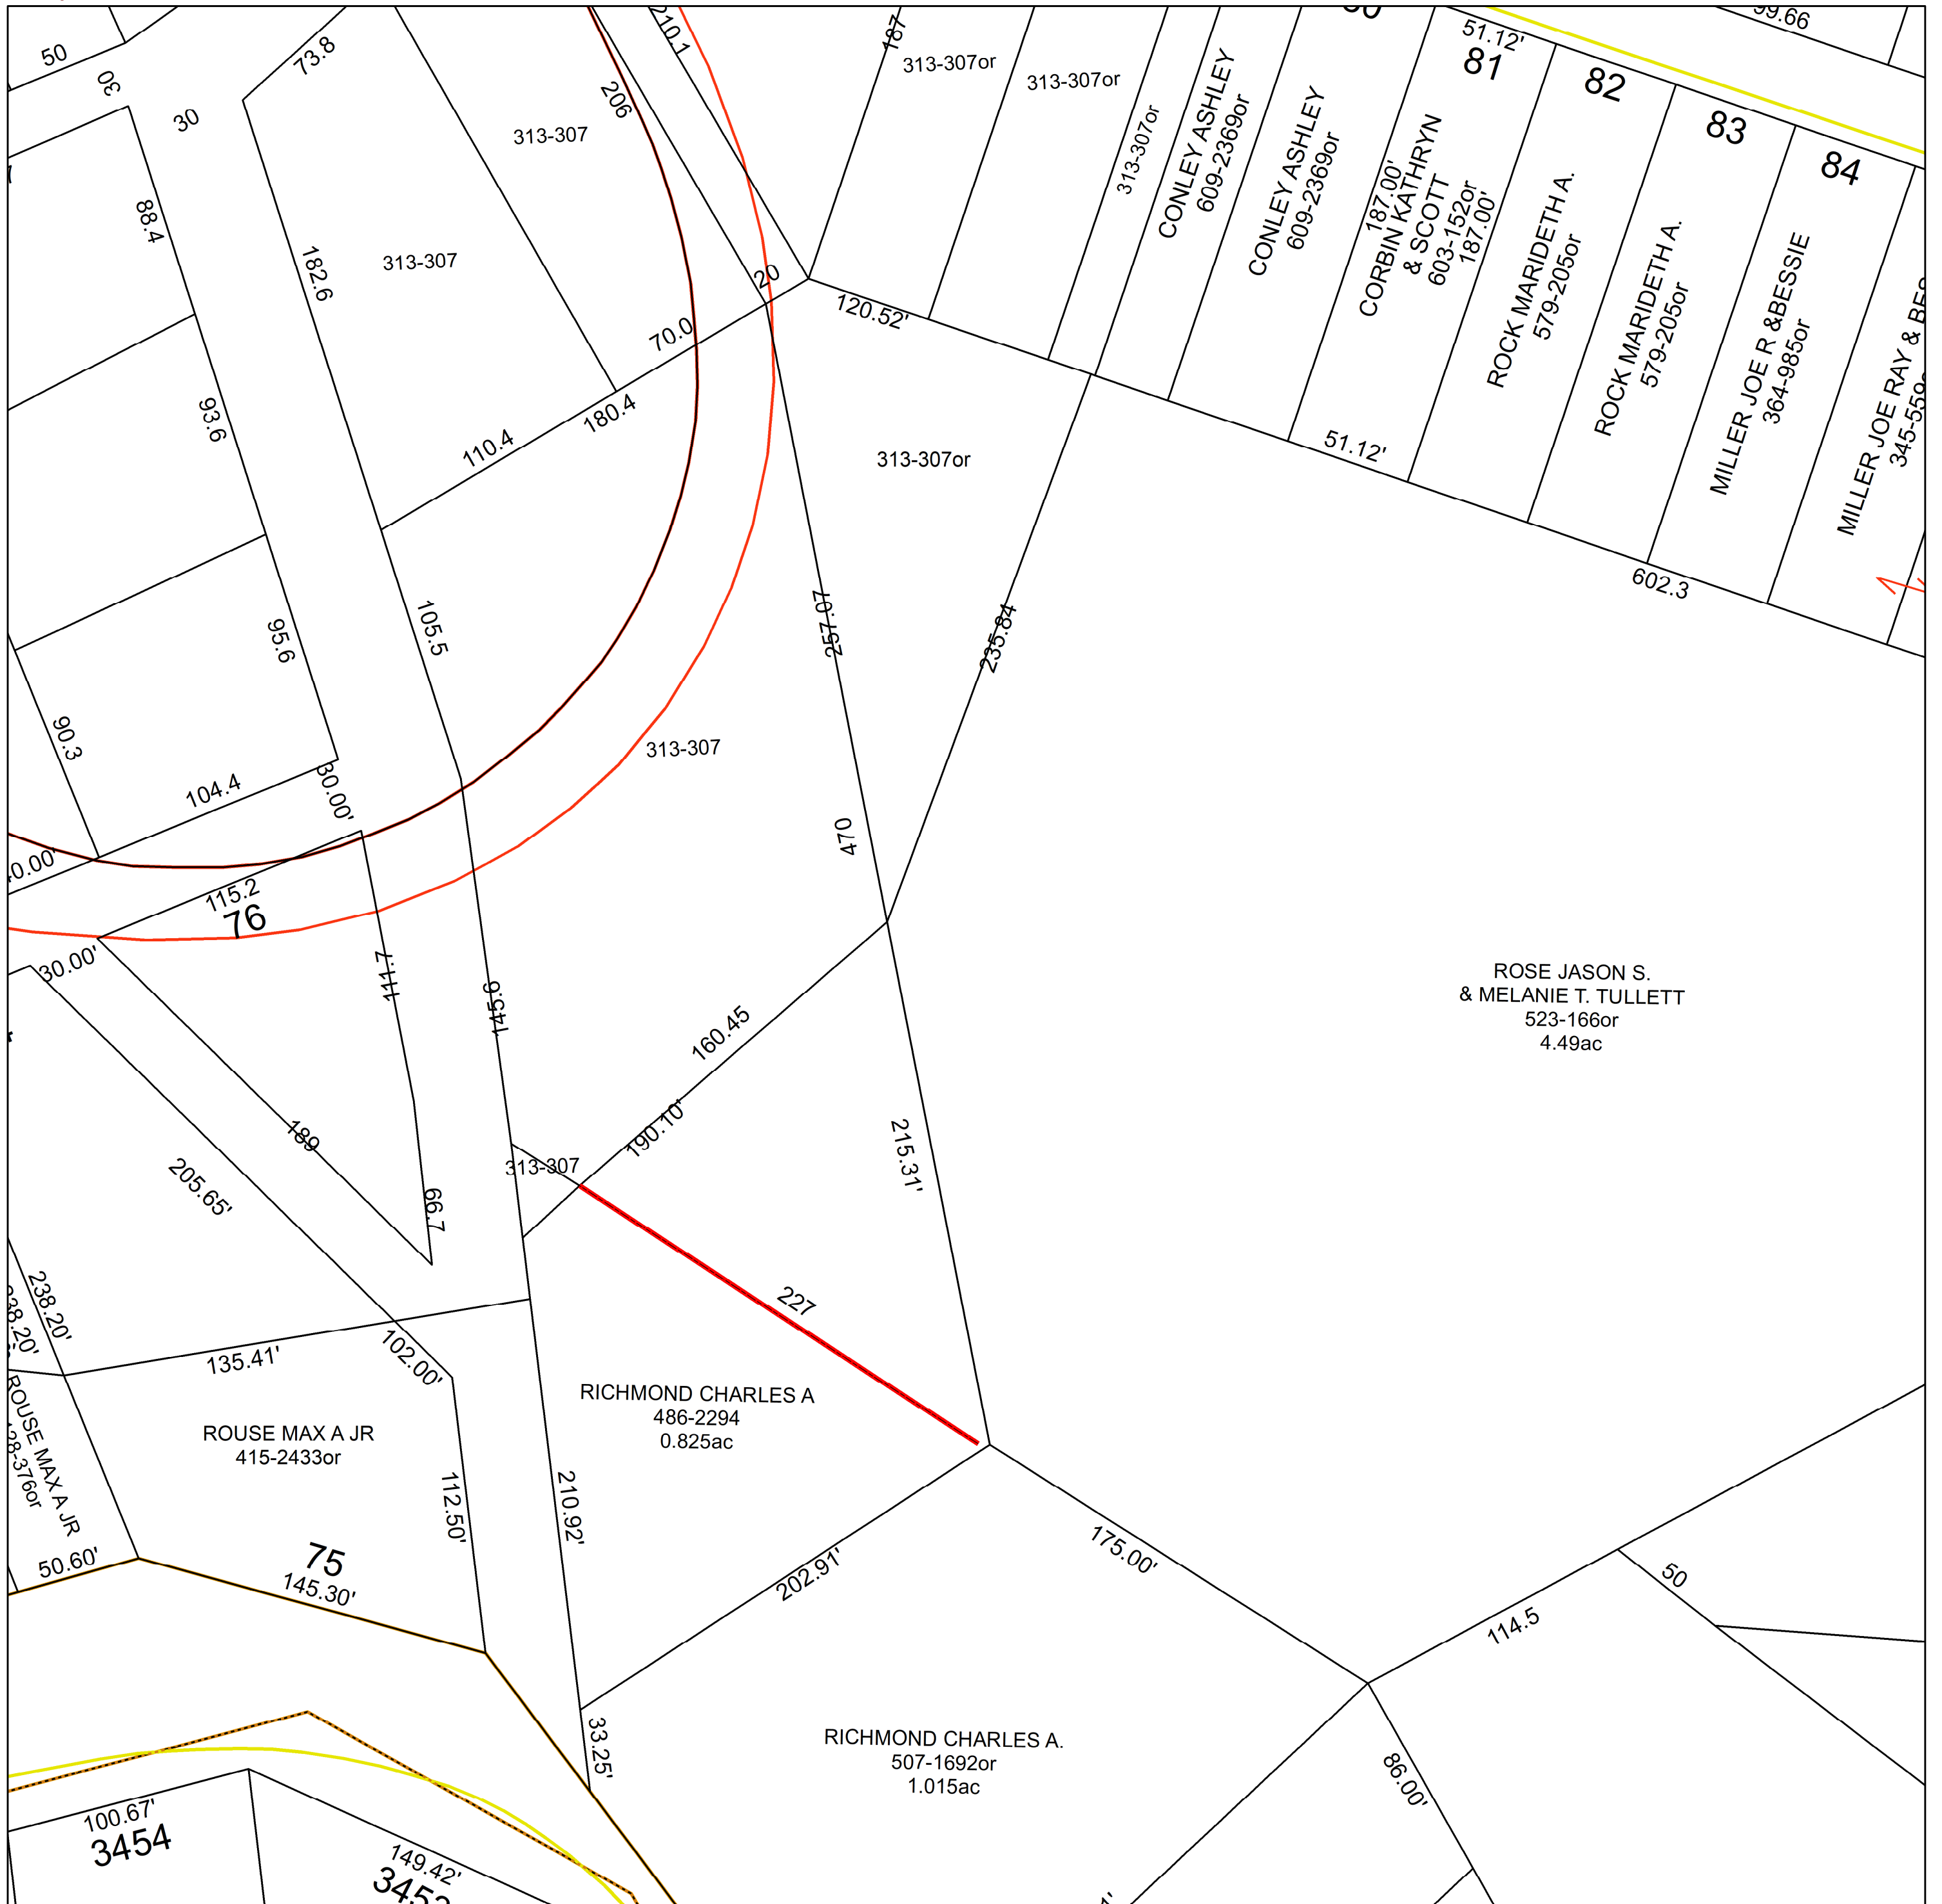 50
30
30
73.8
206
210.1
187
313-307or
313-307or
313-307or
CONLEY ASHLEY
609-2369or
CONLEY ASHLEY
609-2369or
51.12'
81
187.00'
CORBIN KATHRYN
& SCOTT
603-152or
187.00'
82
ROCK MARIDETH A.
579-205or
83
ROCK MARIDETH A.
579-205or
84
MILLER JOE R &BESSIE
364-985or
MILLER JOE RAY &
99.66
313-307
313-307
88.4
182.6
20
70.0
120.52'
110.4
180.4
93.6
51.12'
313-307or
602.3
95.6
105.5
257.07
235.84
90.3
104.4
30.00'
313-307
470
115.2
76
30.00'
111.7
145.6
160.45
190.10'
ROSE JASON S.
& MELANIE T. TULLETT
523-166or
4.49ac
189
205.65'
66.7
313-307
215.31'
238.20'
227
135.41'
102.00'
RICHMOND CHARLES A
486-2294
0.825ac
ROUSE MAX A JR
415-2433or
ROUSE MAX A JR
112.50'
210.92'
50.60'
75
145.30'
202.91'
175.00'
50
114.5
33.25'
RICHMOND CHARLES A.
507-1692or
1.015ac
86.00'
100.67'
3454
149.42'